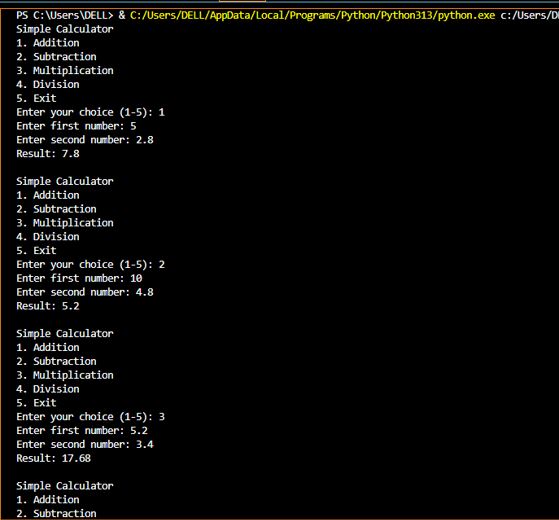 PS C:\Users\DELL> & C:/Users/DELL/AppData/Local/Programs/Python/Python313/python.exe c:/Users/D
Simple Calculator
1. Addition
2. Subtraction
3. Multiplication
4. Division
5. Exit
Enter your choice (1-5): 1
Enter first number: 5
Enter second number: 2.8
Result: 7.8
Simple Calculator
1. Addition
2. Subtraction
3. Multiplication
4. Division
5. Exit
Enter your choice (1-5): 2
Enter first number: 10
Enter second number: 4.8
Result: 5.2
Simple Calculator
1. Addition
2. Subtraction
3. Multiplication
4. Division
5. Exit
Enter your choice (1-5): 3
Enter first number: 5.2
Enter second number: 3.4
Result: 17.68
Simple Calculator
1. Addition
2. Subtraction